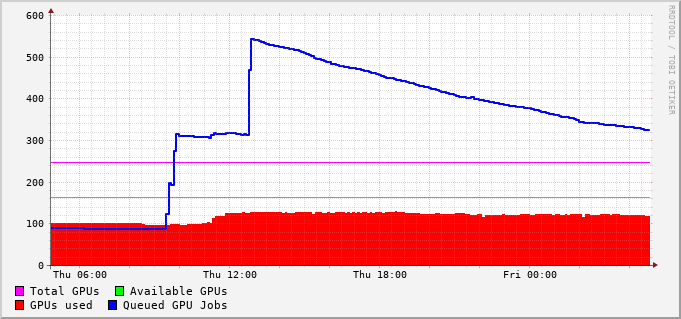 600
500
400
300
200
100
0
Thu 06:00 Thu 12:00 Thu 18:00 Fri 00:00
Total GPUs Available GPUs
GPUs used Queued GPU Jobs
RRDTOOL / TOBI OETIKER